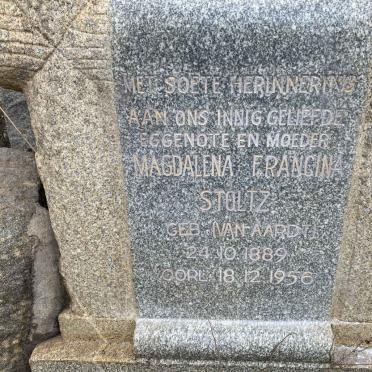 MET SOETE HERINNERING
AAN ONS INNIG GELIEFDE
EGGENOTE EN MOEDER
MAGDALENA FRANCINA
STOLTZ
GEB. (VAN AARDT)
24.10.1889
OORL. 18.12.1956